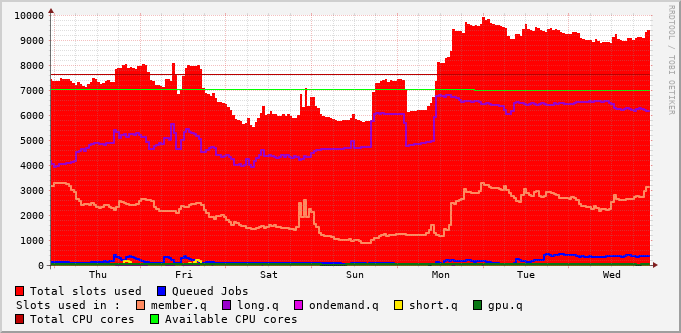 10000
9000
8000
7000
6000
5000
4000
3000
2000
1000
0
Thu Fri Sat Sun Mon Tue Wed
Total slots used Queued Jobs
Slots used in : member.q long.q ondemand.q short.q gpu.q
Total CPU cores Available CPU cores
RRDTOOL / TOBI OETIKER